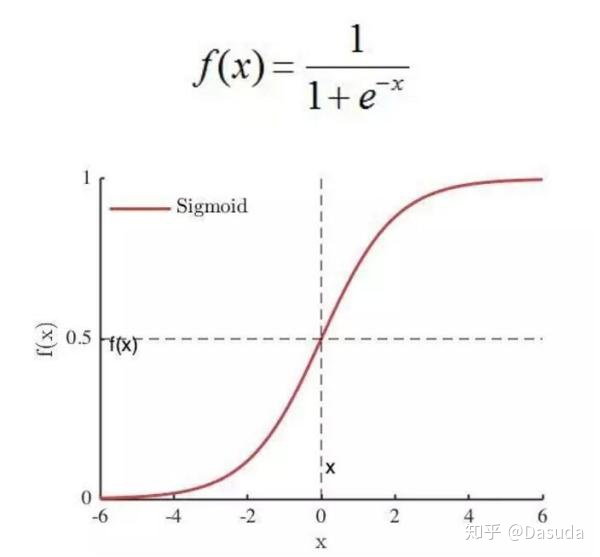 f(x) = 1 / (1 + e^{-x})
1
Sigmoid
f(x)
0.5
f(x)
x
0
-6 -4 -2 0 2 4 6
x
知乎 @Dasuda